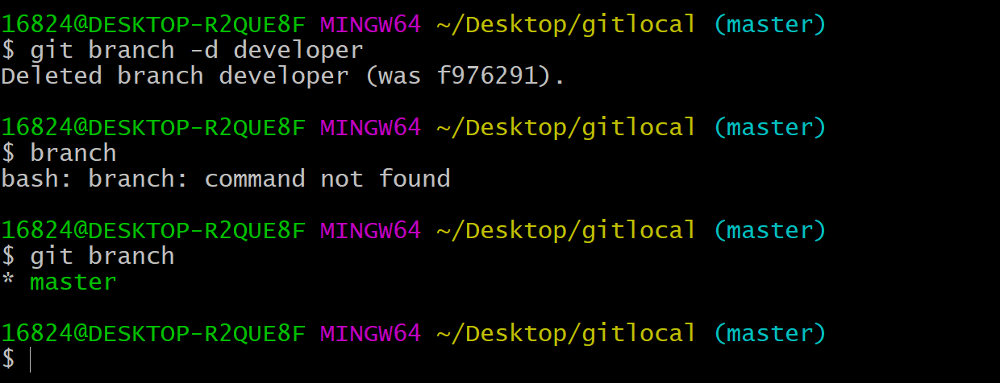 16824@DESKTOP-R2QUE8F MINGW64 ~/Desktop/gitlocal (master)
$ git branch -d developer
Deleted branch developer (was f976291).
16824@DESKTOP-R2QUE8F MINGW64 ~/Desktop/gitlocal (master)
$ branch
bash: branch: command not found
16824@DESKTOP-R2QUE8F MINGW64 ~/Desktop/gitlocal (master)
$ git branch
* master
16824@DESKTOP-R2QUE8F MINGW64 ~/Desktop/gitlocal (master)
$